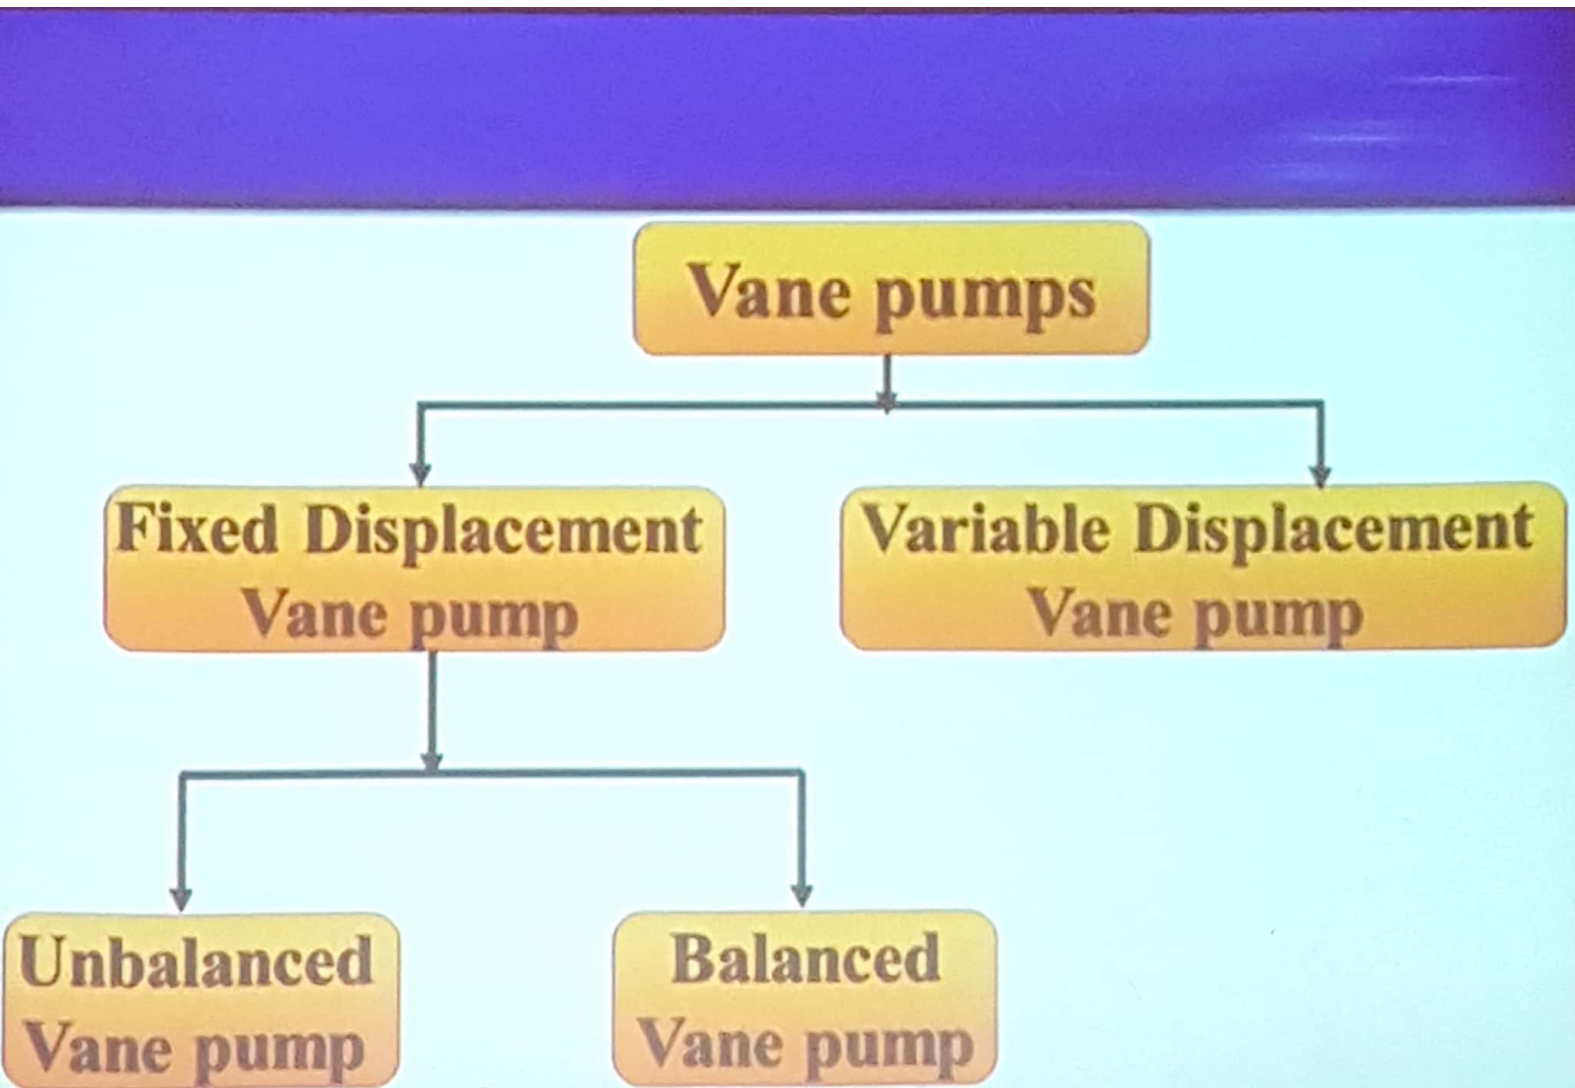 Vane pumps
Fixed Displacement
Vane pump
Variable Displacement
Vane pump
Unbalanced
Vane pump
Balanced
Vane pump